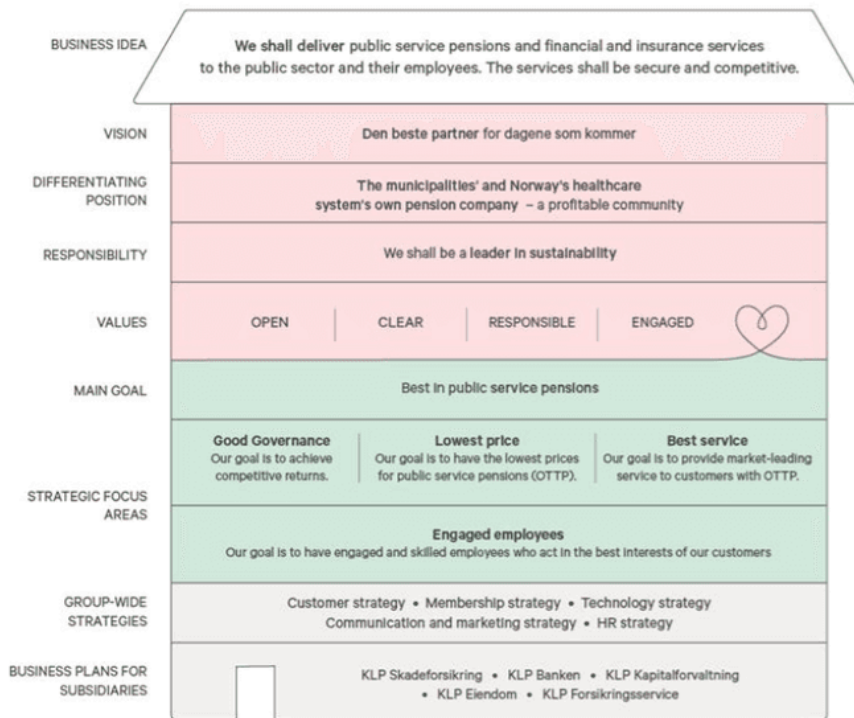 BUSINESS IDEA
We shall deliver public service pensions and financial and insurance services
to the public sector and their employees. The services shall be secure and competitive.
VISION
Den beste partner for dagene som kommer
DIFFERENTIATING
POSITION
The municipalities' and Norway's healthcare
system's own pension company – a profitable community
RESPONSIBILITY
We shall be a leader in sustainability
VALUES
OPEN
CLEAR
RESPONSIBLE
ENGAGED
MAIN GOAL
Best in public service pensions
STRATEGIC FOCUS
AREAS
Good Governance
Our goal is to achieve
competitive returns.
Lowest price
Our goal is to have the lowest prices
for public service pensions (OTTP).
Best service
Our goal is to provide market-leading
service to customers with OTTP.
Engaged employees
Our goal is to have engaged and skilled employees who act in the best interests of our customers
GROUP-WIDE
STRATEGIES
Customer strategy • Membership strategy • Technology strategy
Communication and marketing strategy • HR strategy
BUSINESS PLANS FOR
SUBSIDIARIES
KLP Skadeforsikring • KLP Banken • KLP Kapitalforvaltning
• KLP Eiendom • KLP Forsikringsservice